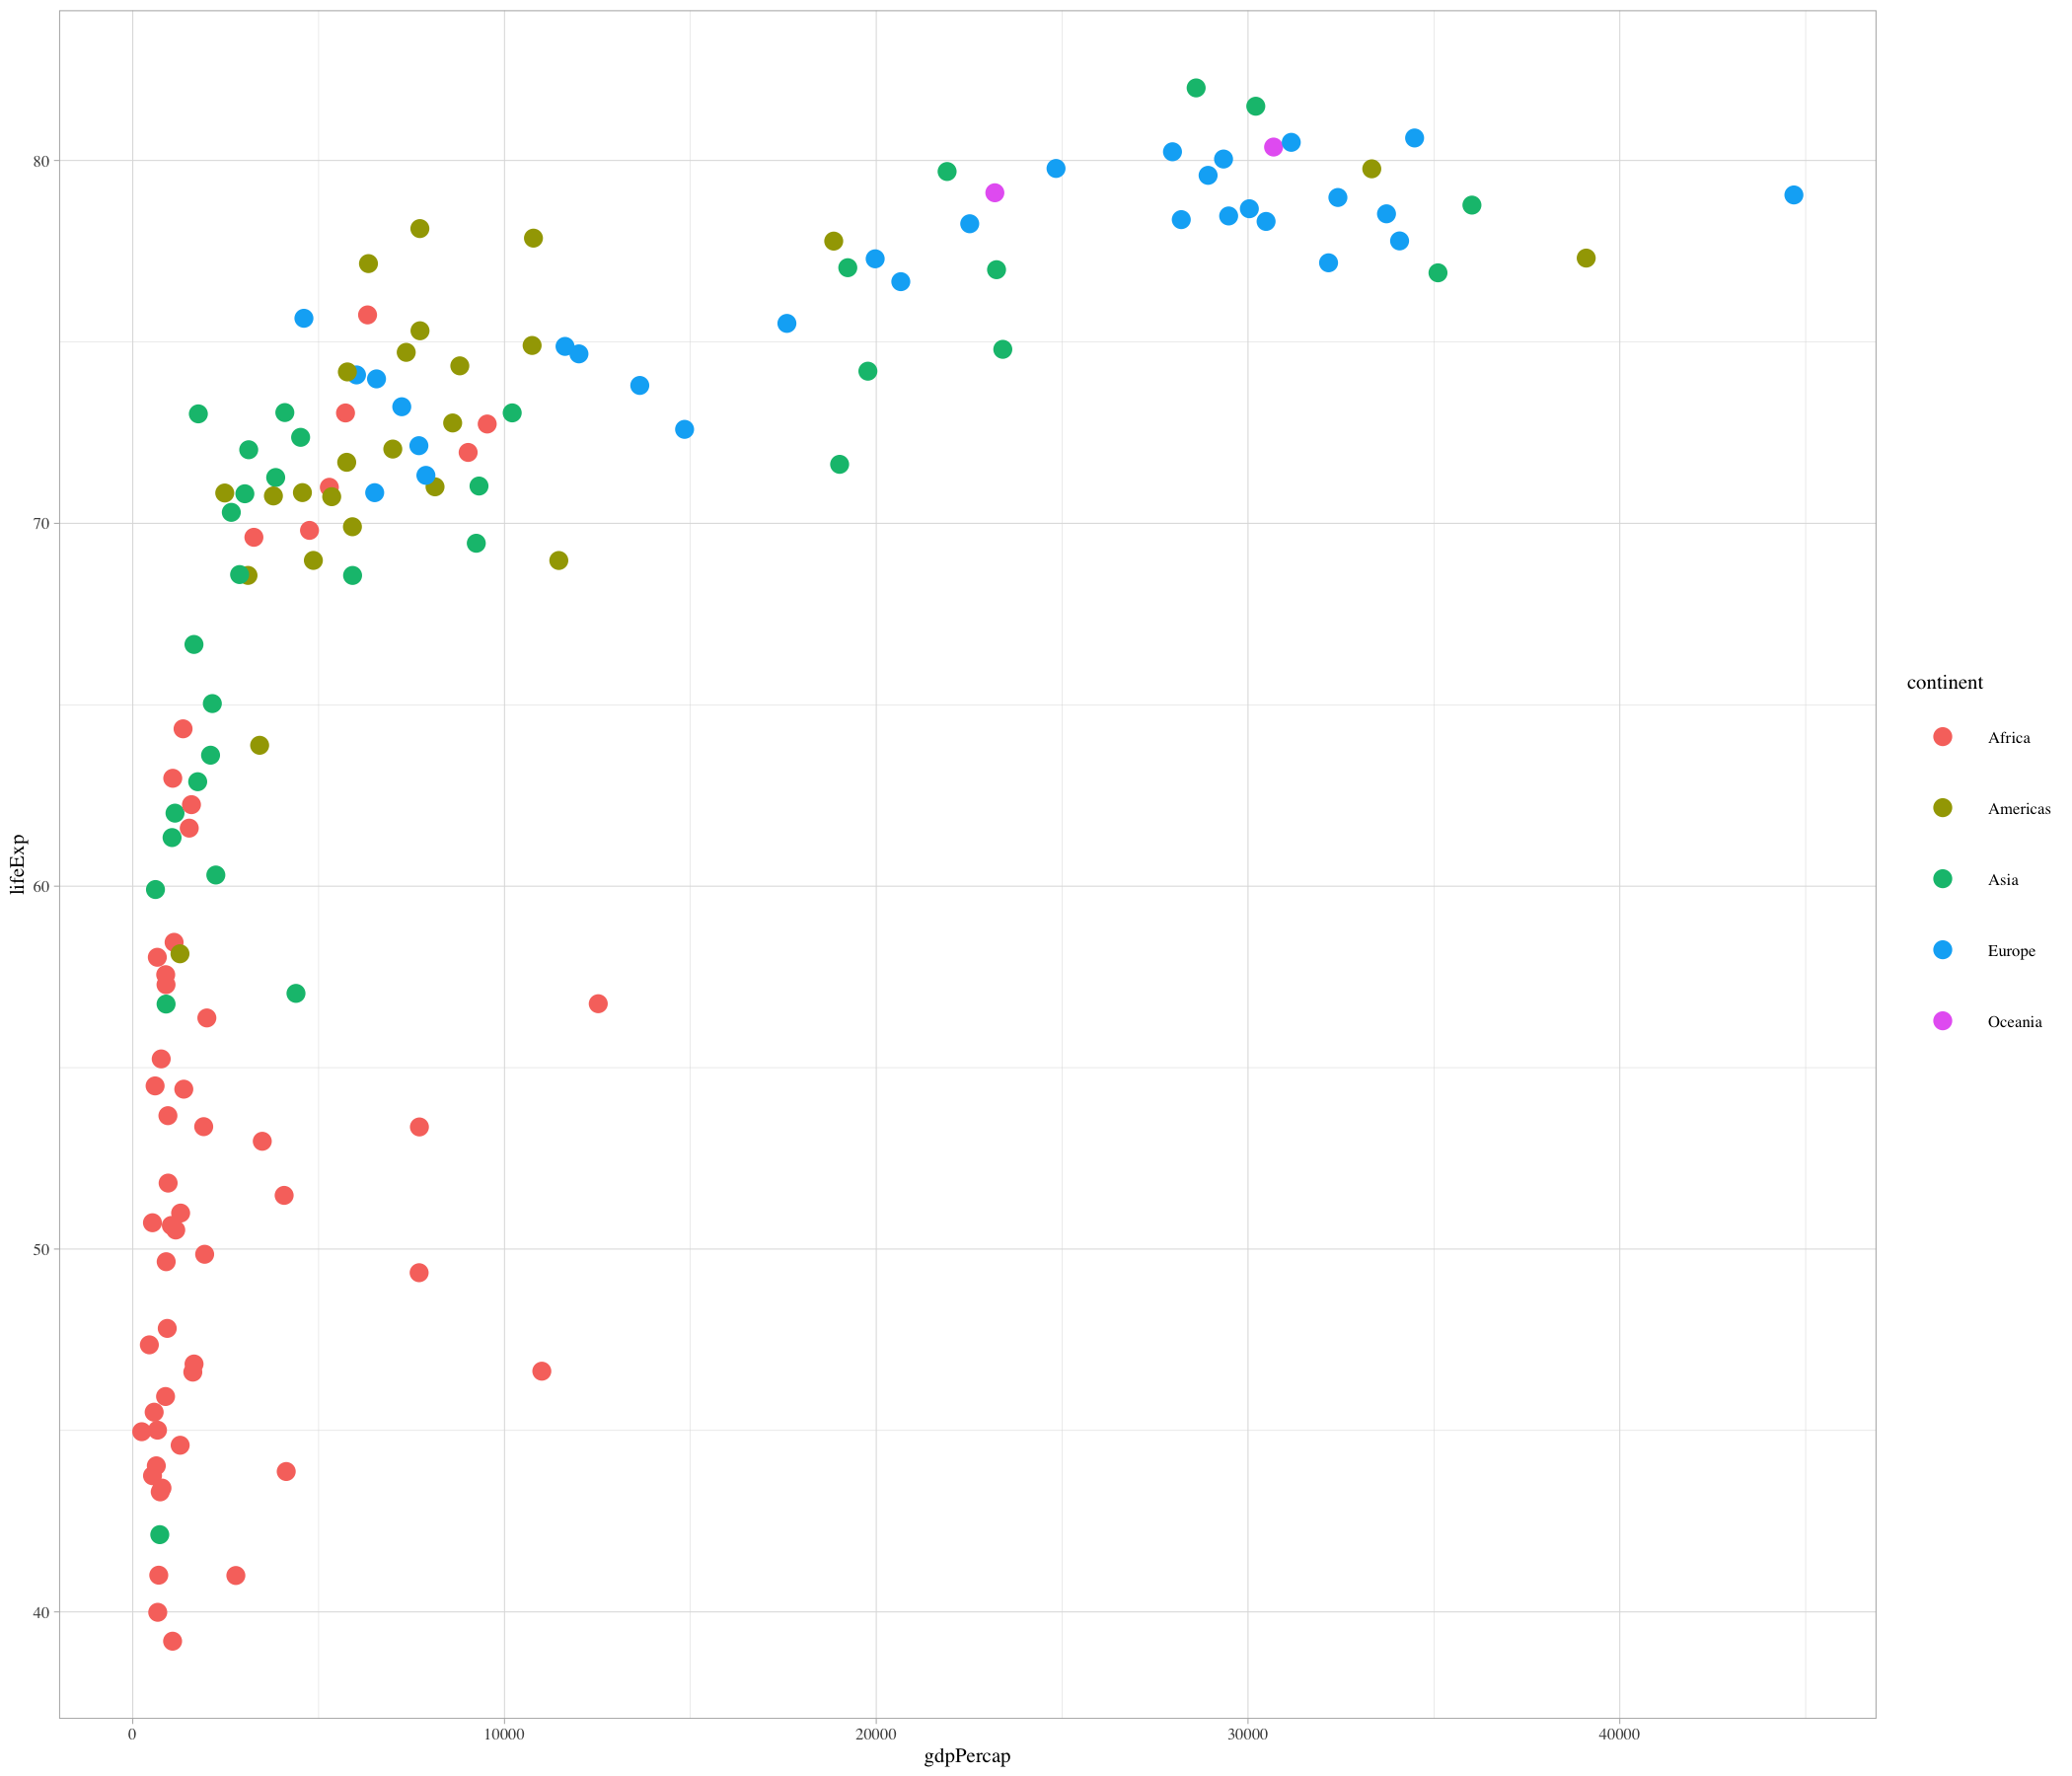 80
70
60
50
40
lifeExp
0 10000 20000 30000 40000
gdpPercap
continent
Africa
Americas
Asia
Europe
Oceania